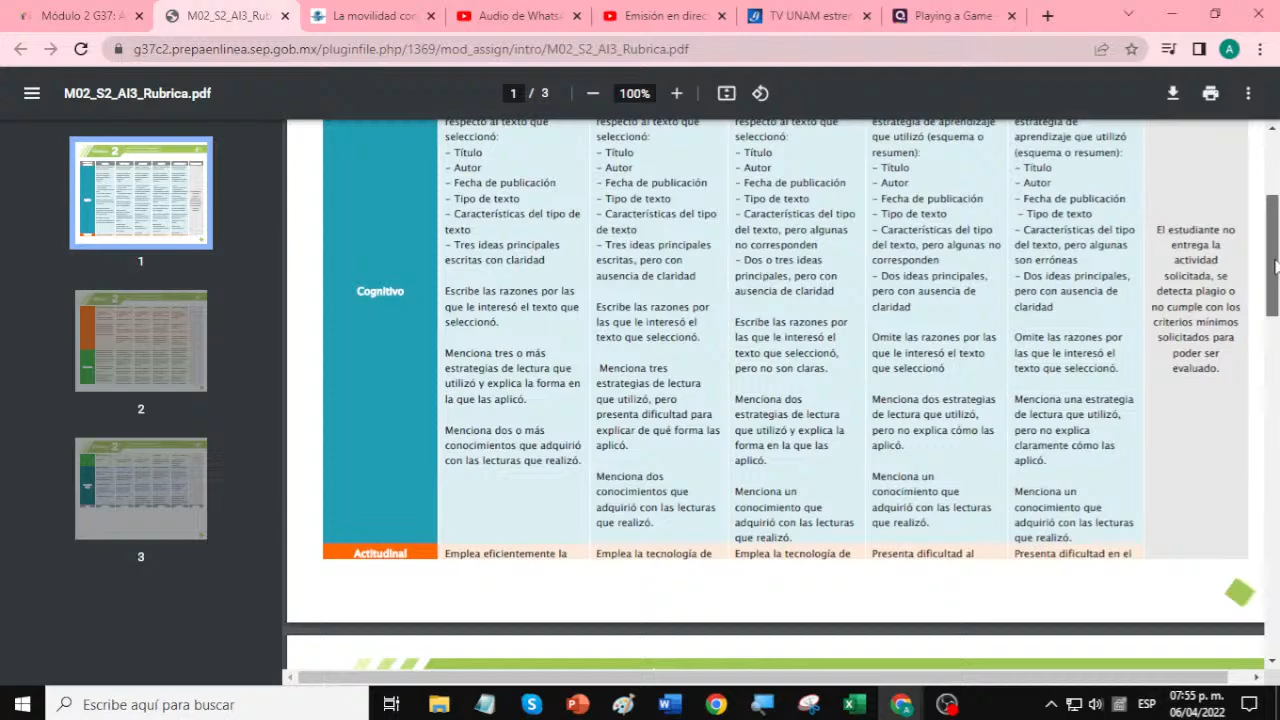 Módulo 2 G37: A
M02_S2_AI3_Rub
La movilidad con
Audio de Whats
Emisión en direc
TV UNAM estren
Playing a Game
g37c2.prepaenlinea.sep.gob.mx/pluginfile.php/1369/mod_assign/intro/M02_S2_AI3_Rubrica.pdf
A
M02_S2_AI3_Rubrica.pdf
1 / 3
100%
1
2
3
Cognitivo
respecto al texto que
seleccionó:
– Título
– Autor
– Fecha de publicación
– Tipo de texto
– Características del tipo de
texto
– Tres ideas principales
escritas con claridad
Escribe las razones por las
que le interesó el texto que
seleccionó.
Menciona tres o más
estrategias de lectura que
utilizó y explica la forma en
la que las aplicó.
Menciona dos o más
conocimientos que adquirió
con las lecturas que realizó.
respecto al texto que
seleccionó:
– Título
– Autor
– Fecha de publicación
– Tipo de texto
– Características del tipo
de texto
– Tres ideas principales
escritas, pero con
ausencia de claridad
Escribe las razones por
las que le interesó el
texto que seleccionó.
Menciona tres
estrategias de lectura
que utilizó, pero
presenta dificultad para
explicar de qué forma las
aplicó.
Menciona dos
conocimientos que
adquirió con las lecturas
que realizó.
respecto al texto que
seleccionó:
– Título
– Autor
– Fecha de publicación
– Tipo de texto
– Características del tipo
del texto, pero algunas
no corresponden
– Dos o tres ideas
principales, pero con
ausencia de claridad
Escribe las razones por
las que le interesó el
texto que seleccionó,
pero no son claras.
Menciona dos
estrategias de lectura
que utilizó y explica la
forma en la que las
aplicó.
Menciona un
conocimiento que
adquirió con las lecturas
que realizó.
estrategia de aprendizaje
que utilizó (esquema o
resumen):
– Título
– Autor
– Fecha de publicación
– Tipo de texto
– Características del tipo
del texto, pero algunas no
corresponden
– Dos ideas principales,
pero con ausencia de
claridad
Omite las razones por las
que le interesó el texto
que seleccionó
Menciona dos estrategias
de lectura que utilizó,
pero no explica cómo las
aplicó.
Menciona un
conocimiento que
adquirió con las lecturas
que realizó.
estrategia de
aprendizaje que utilizó
(esquema o resumen):
– Título
– Autor
– Fecha de publicación
– Tipo de texto
– Características del tipo
del texto, pero algunas
son erróneas
– Dos ideas principales,
pero con ausencia de
claridad
Omite las razones por
las que le interesó el
texto que seleccionó.
Menciona una estrategia
de lectura que utilizó,
pero no explica
claramente cómo las
aplicó.
Menciona un
conocimiento que
adquirió con las lecturas
que realizó.
El estudiante no
entrega la
actividad
solicitada, se
detecta plagio o
no cumple con los
criterios mínimos
solicitados para
poder ser
evaluado.
Actitudinal
Emplea eficientemente la
Emplea la tecnología de
Emplea la tecnología de
Presenta dificultad al
Presenta dificultad en el
Escribe aquí para buscar
ESP
07:55 p. m.
06/04/2022